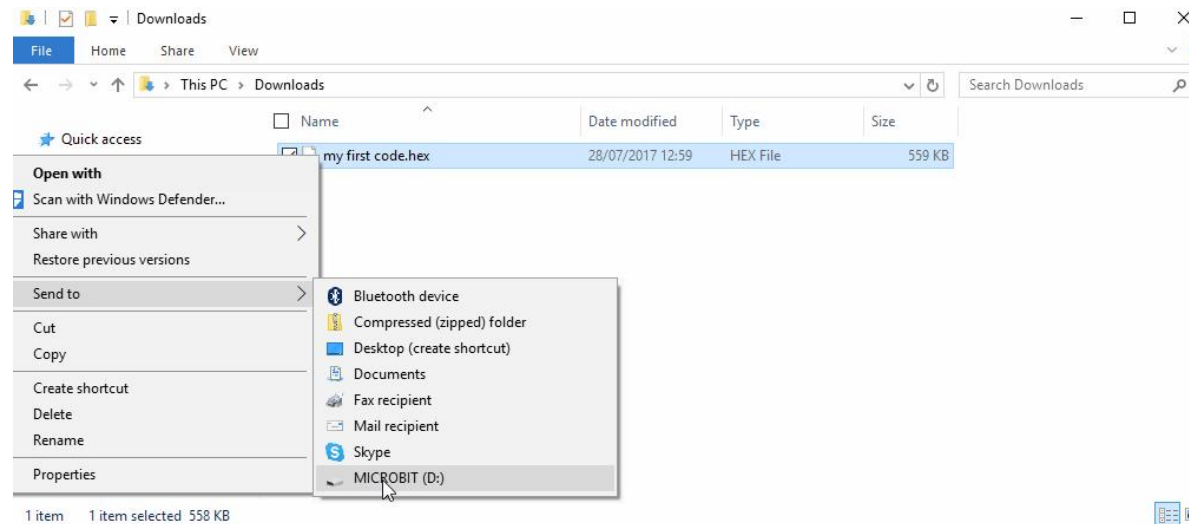 Downloads
File Home Share View
This PC > Downloads
Search Downloads
Quick access
Name Date modified Type Size
my first code.hex 28/07/2017 12:59 HEX File 559 KB
Open with
Scan with Windows Defender...
Share with
Restore previous versions
Send to
Cut
Copy
Create shortcut
Delete
Rename
Properties
Bluetooth device
Compressed (zipped) folder
Desktop (create shortcut)
Documents
Fax recipient
Mail recipient
Skype
MICROBIT (D:)
1 item 1 item selected 558 KB